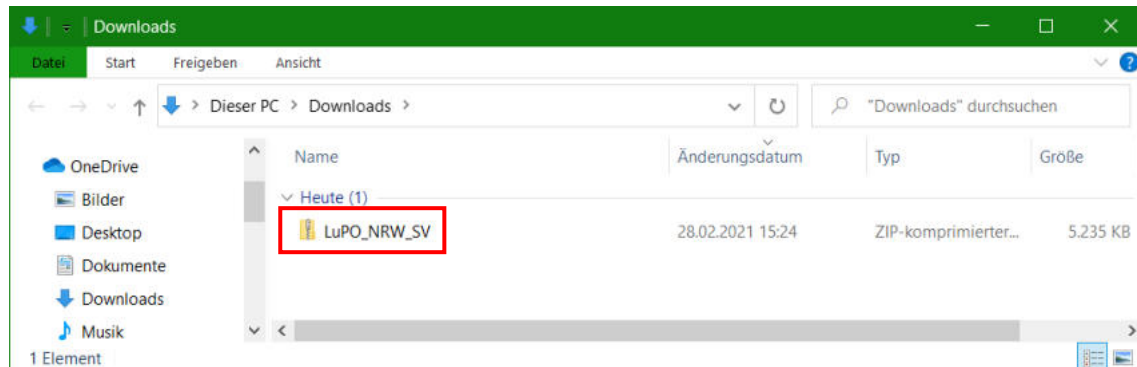 Downloads
Datei Start Freigeben Ansicht
Dieser PC > Downloads > "Downloads" durchsuchen
Name Änderungsdatum Typ Größe
OneDrive
Heute (1)
Bilder
LuPO_NRW_SV 28.02.2021 15:24 ZIP-komprimierter... 5.235 KB
Desktop
Dokumente
Downloads
Musik
1 Element